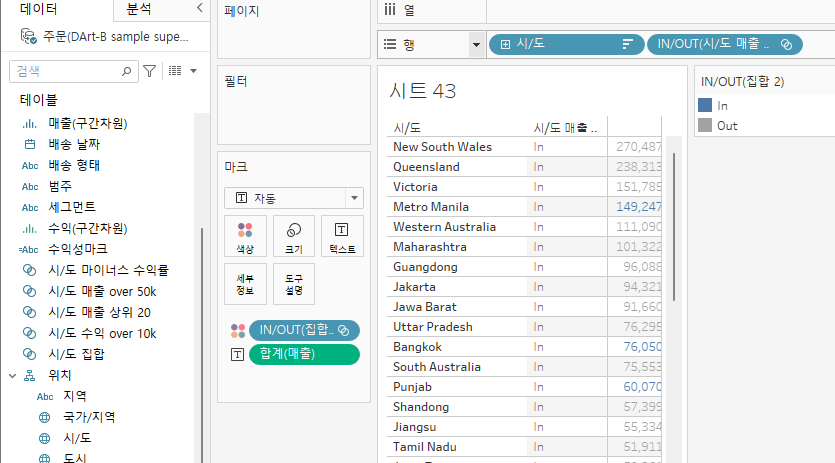 데이터
분석
주문(DArt-B sample supe...
검색
테이블
매출(구간차원)
배송 날짜
Abc 배송 형태
Abc 범주
Abc 세그먼트
수익(구간차원)
=Abc 수익성마크
시/도 마이너스 수익률
시/도 매출 over 50k
시/도 매출 상위 20
시/도 수익 over 10k
시/도 집합
위치
Abc 지역
국가/지역
시/도
도시
페이지
필터
마크
T 자동
색상
크기
T 텍스트
세부 정보
도구 설명
IN/OUT(집합..
T 합계(매출)
열
행
시/도
IN/OUT(시/도 매출 ..
시트 43
시/도 시/도 매출 ..
New South Wales In 270,487
Queensland In 238,313
Victoria In 151,785
Metro Manila In 149,247
Western Australia In 111,090
Maharashtra In 101,322
Guangdong In 96,088
Jakarta In 94,321
Jawa Barat In 91,660
Uttar Pradesh In 76,295
Bangkok In 76,050
South Australia In 75,553
Punjab In 60,070
Shandong In 57,399
Jiangsu In 55,334
Tamil Nadu In 51,911
IN/OUT(집합 2)
In
Out